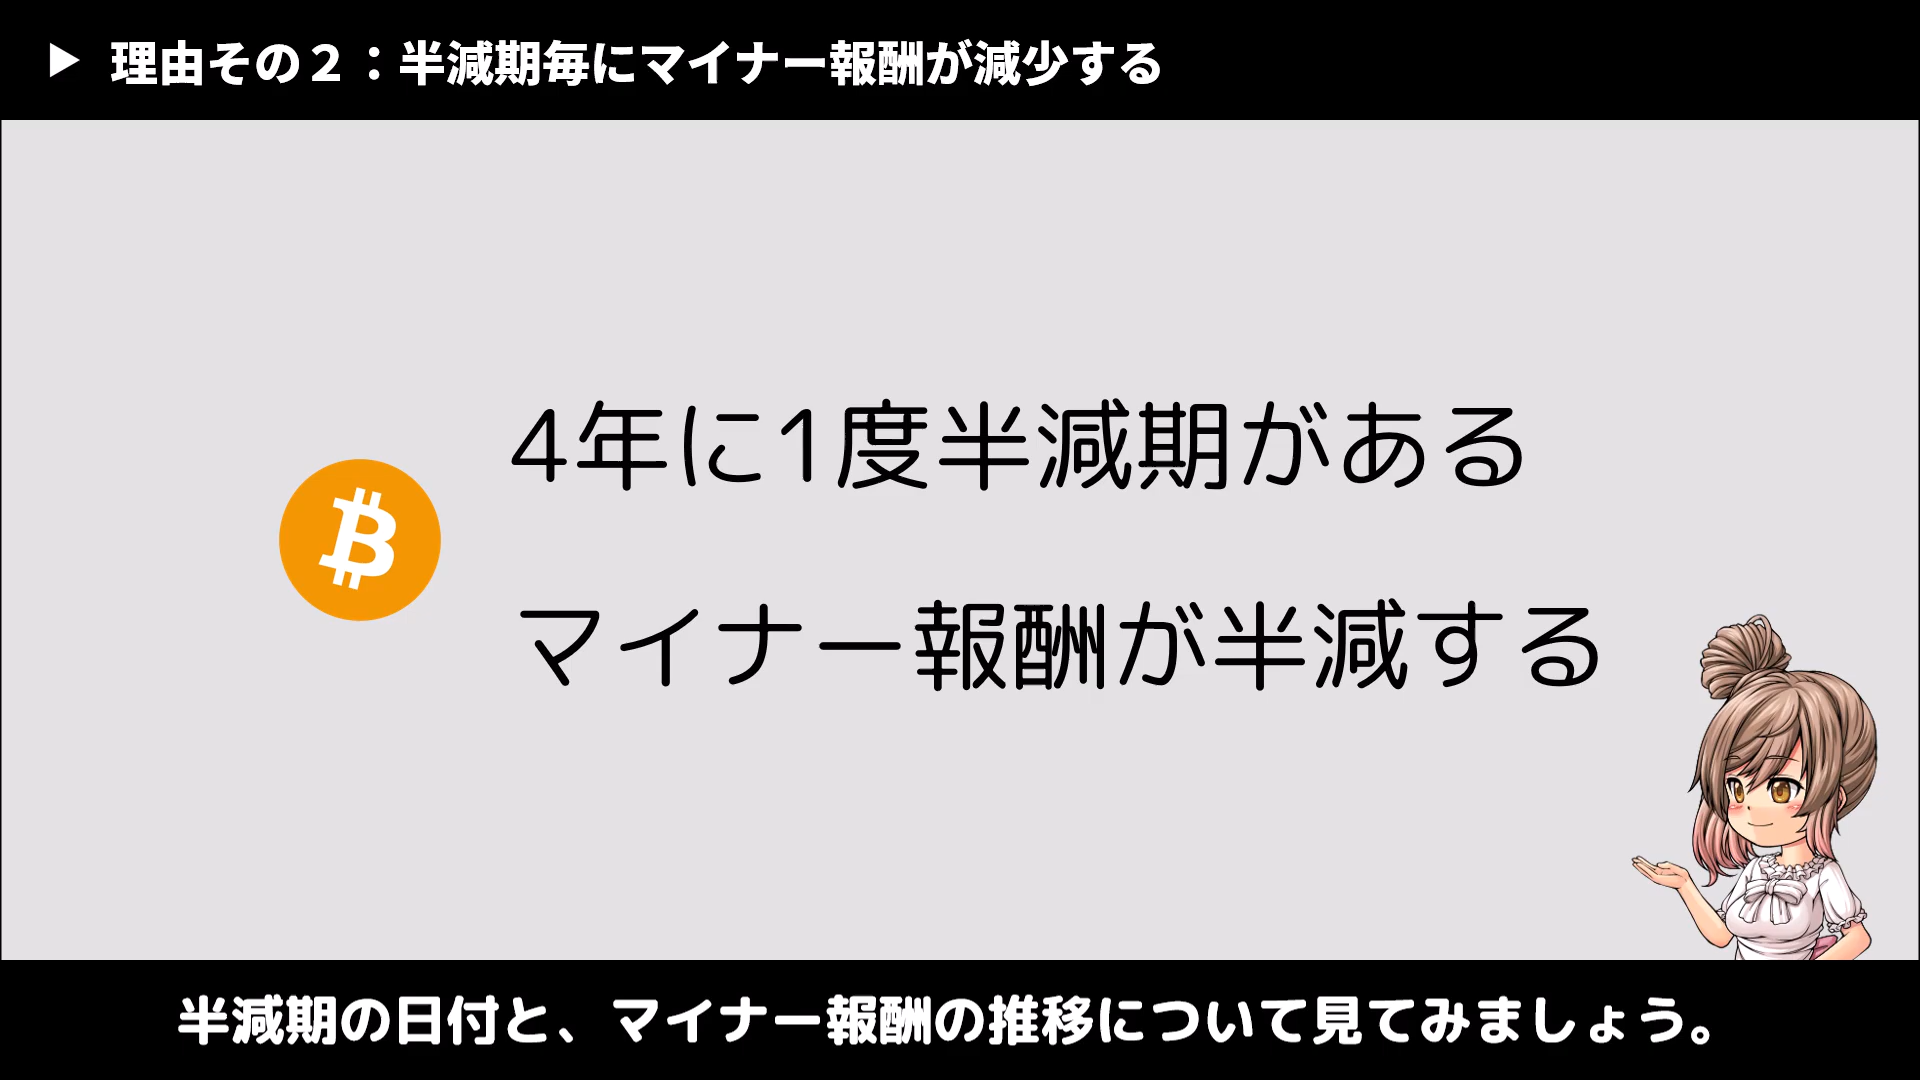 ▶ 理由その２：半減期毎にマイナー報酬が減少する
4年に1度半減期がある
マイナー報酬が半減する
半減期の日付と、マイナー報酬の推移について見てみましょう。